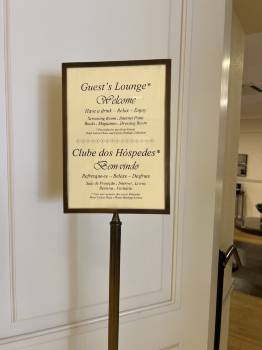 Guest's Lounge*
Welcome
Have a drink - Relax - Enjoy
Screening Room, Internet Point
Books, Magazines, Dressing Room
Clube dos Hóspedes*
Bem-vindo
Refresque-se - Relaxe - Desfrute
Sala de Projecção, Internet, Livros
Revistas, Vestiário